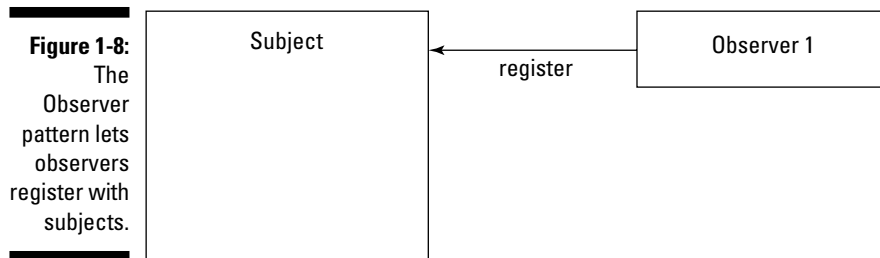 Figure 1-8:
The
Observer
pattern lets
observers
register with
subjects.
Subject
register
Observer 1